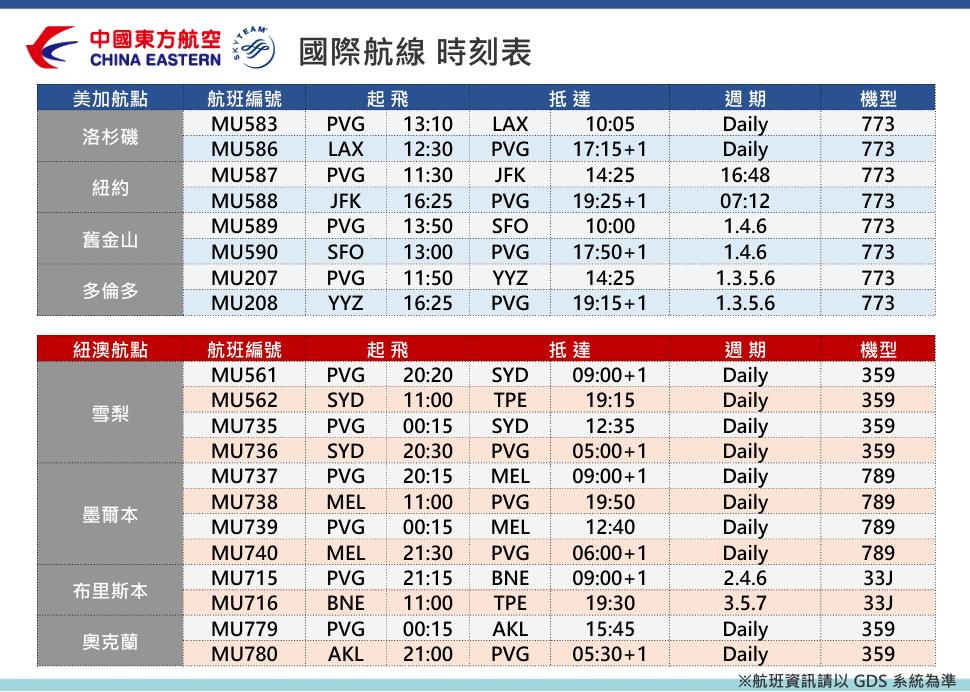 中國東方航空
CHINA EASTERN
SKYTEAM
國際航線 時刻表
美加航點 航班編號 起飛 抵達 週期 機型
洛杉磯
MU583 PVG 13:10 LAX 10:05 Daily 773
MU586 LAX 12:30 PVG 17:15+1 Daily 773
紐約
MU587 PVG 11:30 JFK 14:25 16:48 773
MU588 JFK 16:25 PVG 19:25+1 07:12 773
舊金山
MU589 PVG 13:50 SFO 10:00 1.4.6 773
MU590 SFO 13:00 PVG 17:50+1 1.4.6 773
多倫多
MU207 PVG 11:50 YYZ 14:25 1.3.5.6 773
MU208 YYZ 16:25 PVG 19:15+1 1.3.5.6 773
紐澳航點 航班編號 起飛 抵達 週期 機型
雪梨
MU561 PVG 20:20 SYD 09:00+1 Daily 359
MU562 SYD 11:00 TPE 19:15 Daily 359
MU735 PVG 00:15 SYD 12:35 Daily 359
MU736 SYD 20:30 PVG 05:00+1 Daily 359
墨爾本
MU737 PVG 20:15 MEL 09:00+1 Daily 789
MU738 MEL 11:00 PVG 19:50 Daily 789
MU739 PVG 00:15 MEL 12:40 Daily 789
MU740 MEL 21:30 PVG 06:00+1 Daily 789
布里斯本
MU715 PVG 21:15 BNE 09:00+1 2.4.6 33J
MU716 BNE 11:00 TPE 19:30 3.5.7 33J
奧克蘭
MU779 PVG 00:15 AKL 15:45 Daily 359
MU780 AKL 21:00 PVG 05:30+1 Daily 359
※航班資訊請以 GDS 系統為準